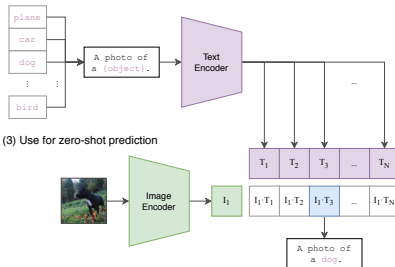 plane
car
dog
⋮
⋮
bird
A photo of
a {object}.
Text
Encoder
...
(3) Use for zero-shot prediction
T1 T2 T3 ... TN
Image
Encoder
I1
I1·T1 I1·T2 I1·T3 ... I1·TN
A photo of
a dog.